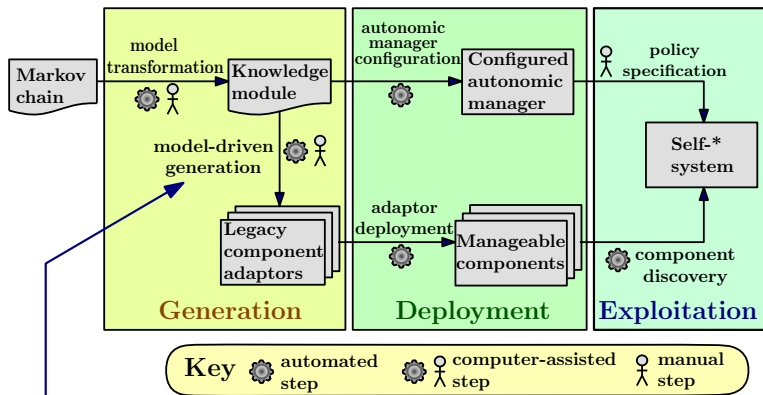 model
transformation
Markov
chain
Knowledge
module
model-driven
generation
Legacy
component
adaptors
Generation
autonomic
manager
configuration
Configured
autonomic
manager
adaptor
deployment
Manageable
components
Deployment
policy
specification
Self-*
system
component
discovery
Exploitation
Key
automated
step
computer-assisted
step
manual
step